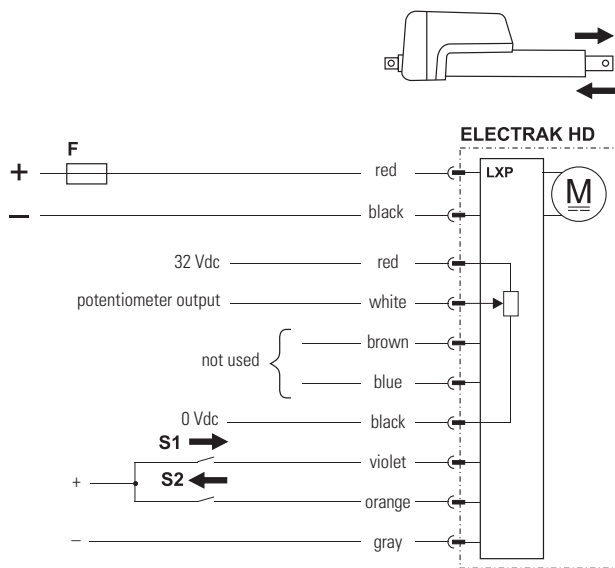 ELECTRAK HD
F
+ red LXP M
– black
32 Vdc red
potentiometer output white
not used brown
blue
0 Vdc black
S1 violet
+ S2
orange
– gray